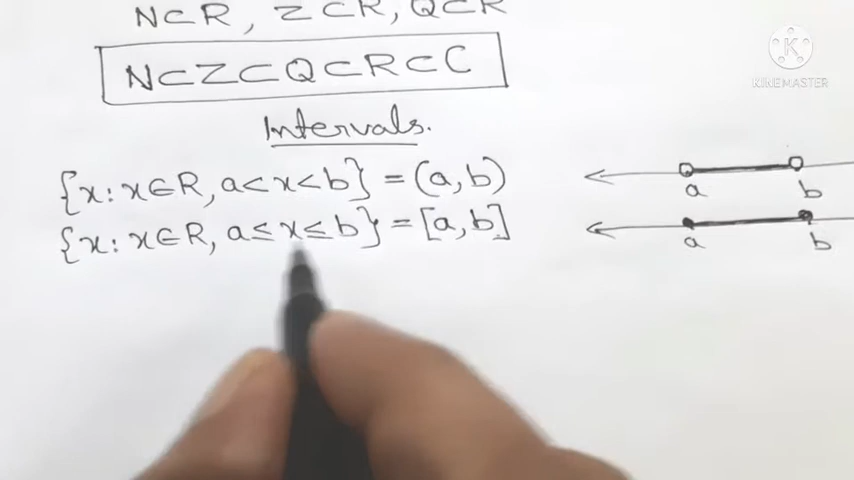 N⊂R, Z⊂R, Q⊂R
N⊂Z⊂Q⊂R⊂C
Intervals.
{x: x∈R, a<x<b} = (a,b)
a b
{x: x∈R, a≤x≤b} = [a,b]
a b
KINEMASTER